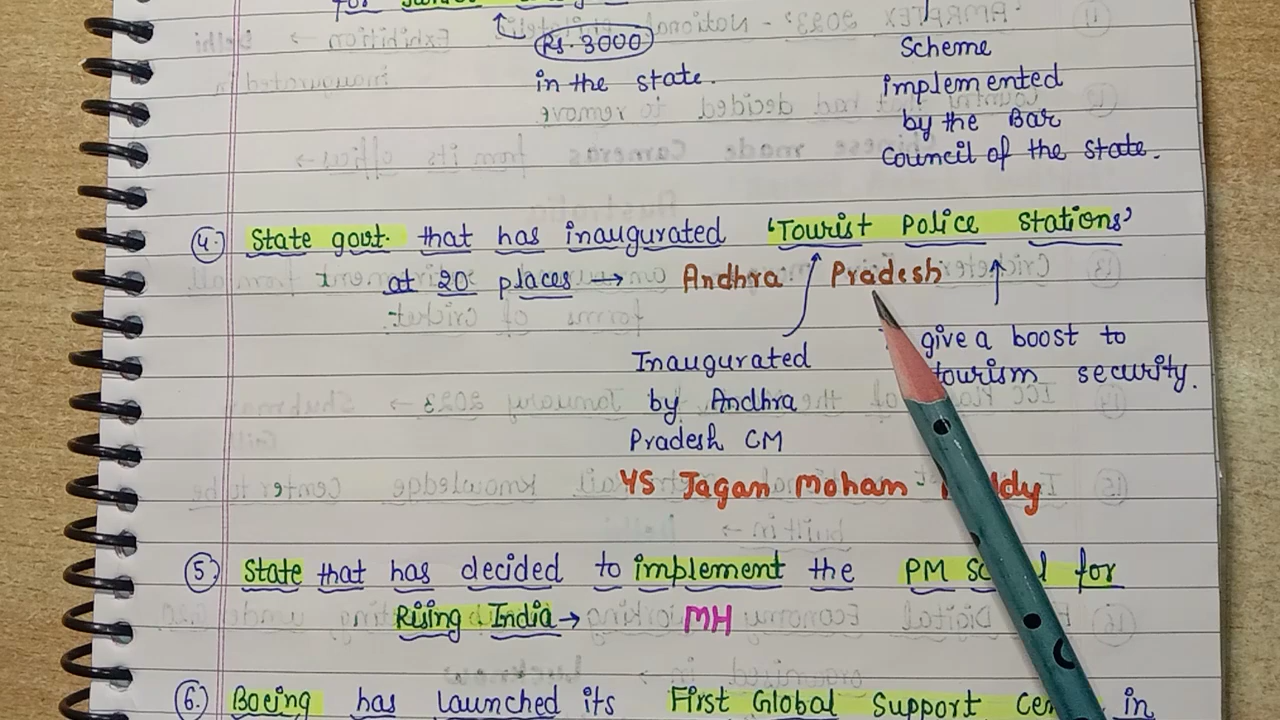 for
Rs. 3000
Scheme
in the state.
implemented
by the Bar
Council of the state.
4. State govt. that has inaugurated 'Tourist Police Stations'
at 20 places → Andhra Pradesh
give a boost to
Inaugurated
tourism security.
by Andhra
Pradesh CM
YS Jagan Moham
5. State that has decided to implement the PM for
Rising India → MH
6. Boeing has launched its First Global Support in